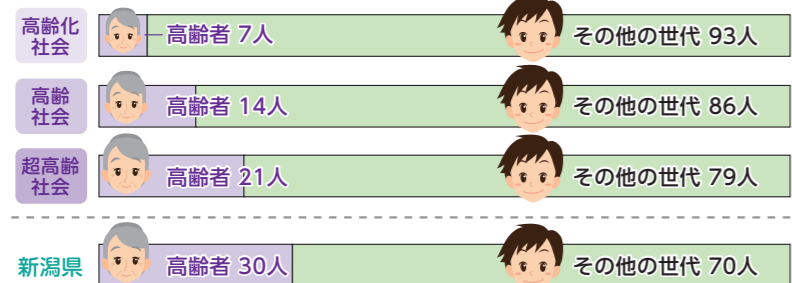 高齢化
社会
高齢者 7人
その他の世代 93人
高齢
社会
高齢者 14人
その他の世代 86人
超高齢
社会
高齢者 21人
その他の世代 79人
新潟県
高齢者 30人
その他の世代 70人